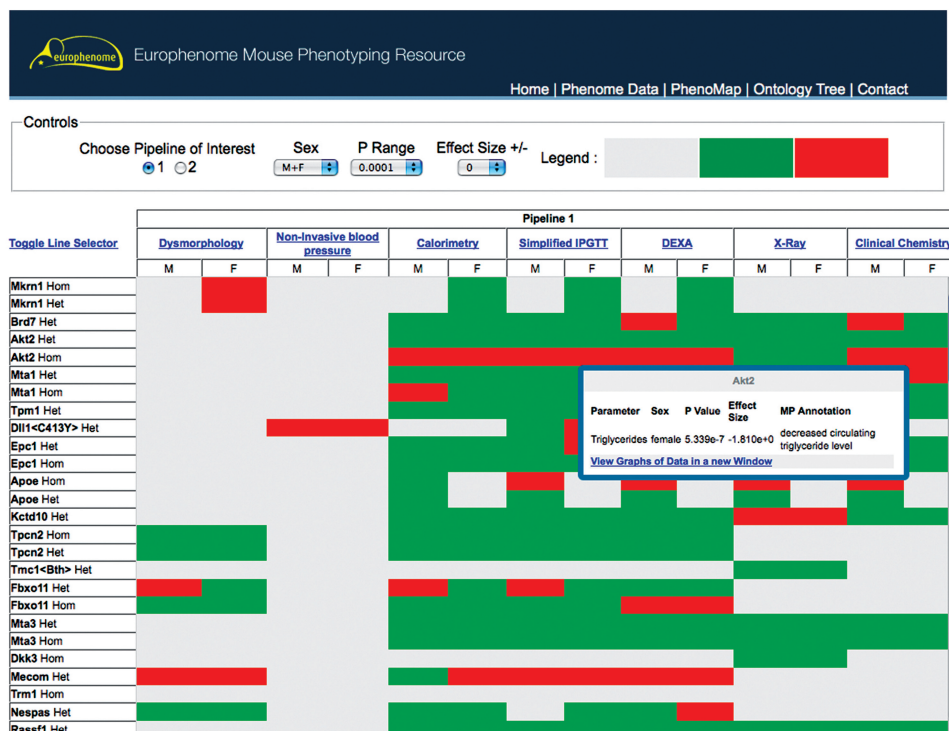 europhenome
Europhenome Mouse Phenotyping Resource
Home | Phenome Data | PhenoMap | Ontology Tree | Contact
Controls
Choose Pipeline of Interest
1 2
Sex
M+F
P Range
0.0001
Effect Size +/-
0
Legend :
Pipeline 1
Toggle Line Selector
Dysmorphology
Non-Invasive blood
pressure
Calorimetry
Simplified IPGTT
DEXA
X-Ray
Clinical Chemistry
M F M F M F M F M F M F M F
Mkrn1 Hom
Mkrn1 Het
Brd7 Het
Akt2 Het
Akt2 Hom
Mta1 Het
Mta1 Hom
Tpm1 Het
Dll1<C413Y> Het
Epc1 Het
Epc1 Hom
Apoe Hom
Apoe Het
Kctd10 Het
Tpcn2 Hom
Tpcn2 Het
Tmc1<Bth> Het
Fbxo11 Het
Fbxo11 Hom
Mta3 Het
Mta3 Hom
Dkk3 Hom
Mecom Het
Trm1 Hom
Nespas Het
Rassf1 Het
Akt2
Parameter Sex P Value Effect Size MP Annotation
Triglycerides female 5.339e-7 -1.810e+0 decreased circulating
triglyceride level
View Graphs of Data in a new Window